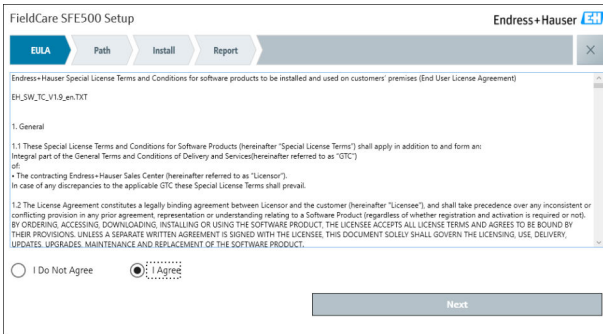 FieldCare SFE500 Setup
Endress+Hauser EH
EULA Path Install Report
Endress+Hauser Special License Terms and Conditions for software products to be installed and used on customers' premises (End User License Agreement)
EH_SW_TC_V1.9_en.TXT
1. General
1.1 These Special License Terms and Conditions for Software Products (hereinafter "Special License Terms") shall apply in addition to and form an:
Integral part of the General Terms and Conditions of Delivery and Services(hereinafter referred to as "GTC")
of:
• The contracting Endress+Hauser Sales Center (hereinafter referred to as "Licensor").
In case of any discrepancies to the applicable GTC these Special License Terms shall prevail.
1.2 The License Agreement constitutes a legally binding agreement between Licensor and the customer (hereinafter "Licensee"), and shall take precedence over any inconsistent or
conflicting provision in any prior agreement, representation or understanding relating to a Software Product (regardless of whether registration and activation is required or not).
BY ORDERING, ACCESSING, DOWNLOADING, INSTALLING OR USING THE SOFTWARE PRODUCT, THE LICENSEE ACCEPTS ALL LICENSE TERMS AND AGREES TO BE BOUND BY
THEIR PROVISIONS. UNLESS A SEPARATE WRITTEN AGREEMENT IS SIGNED WITH THE LICENSEE, THIS DOCUMENT SOLELY SHALL GOVERN THE LICENSING, USE, DELIVERY,
UPDATES, UPGRADES, MAINTENANCE AND REPLACEMENT OF THE SOFTWARE PRODUCT.
I Do Not Agree
I Agree
Next